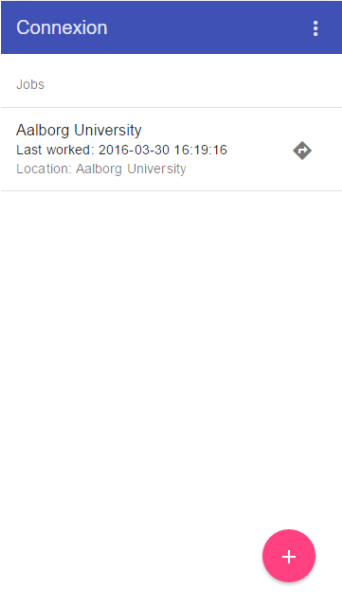 Connexion
Jobs
Aalborg University
Last worked: 2016-03-30 16:19:16
Location: Aalborg University